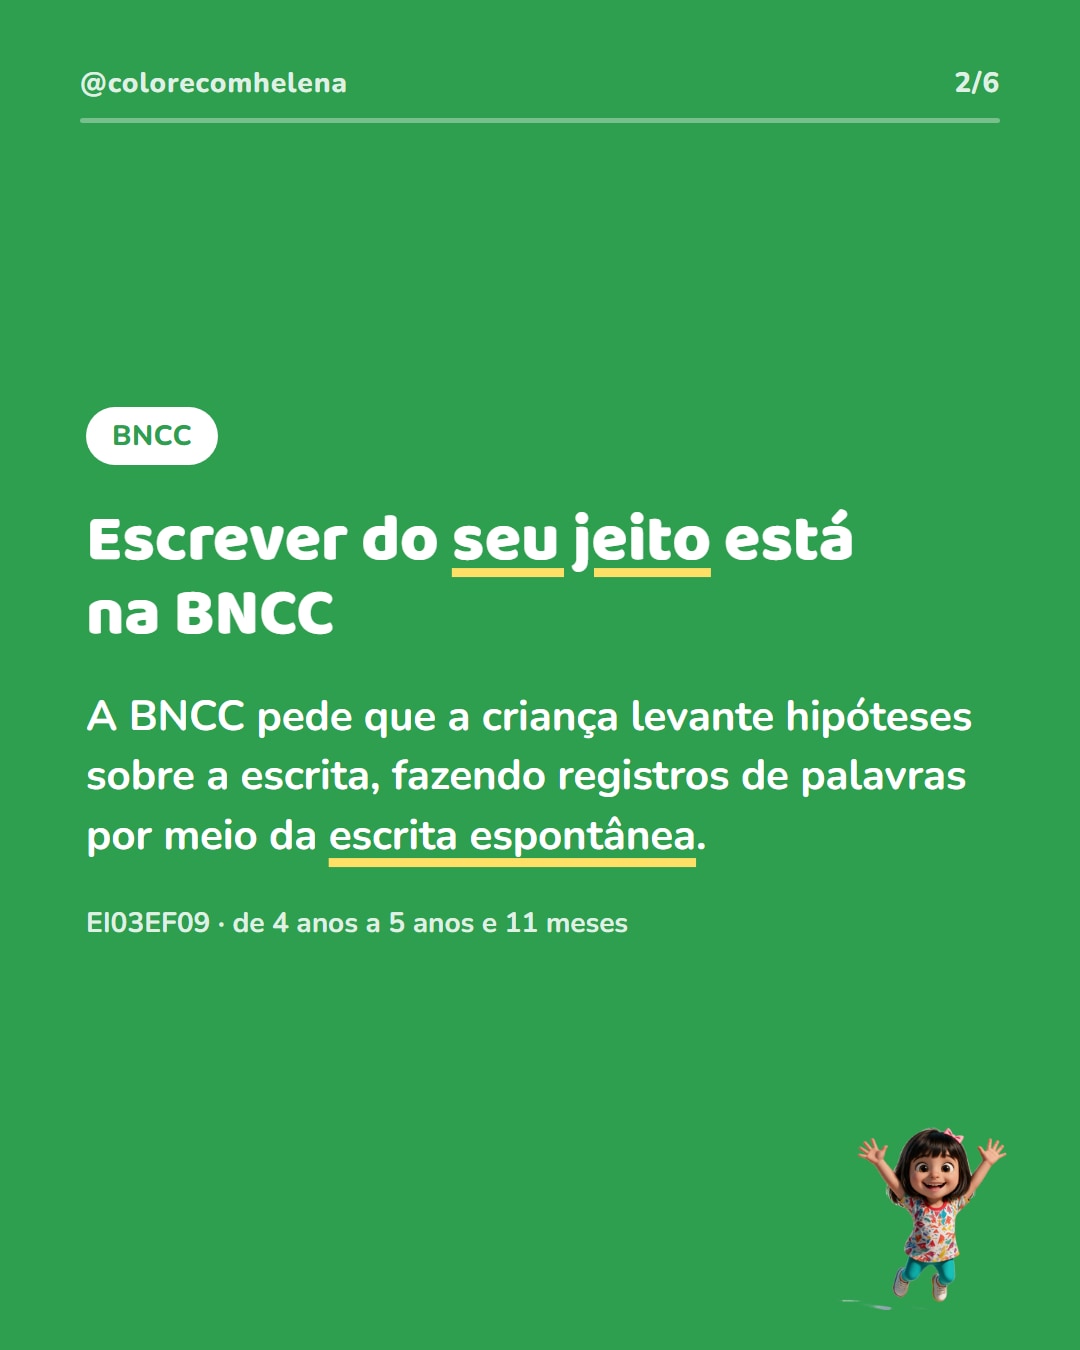 @colorecomhelena
2/6
BNCC
Escrever do seu jeito está
na BNCC
A BNCC pede que a criança levante hipóteses
sobre a escrita, fazendo registros de palavras
por meio da escrita espontânea.
EI03EF09 · de 4 anos a 5 anos e 11 meses